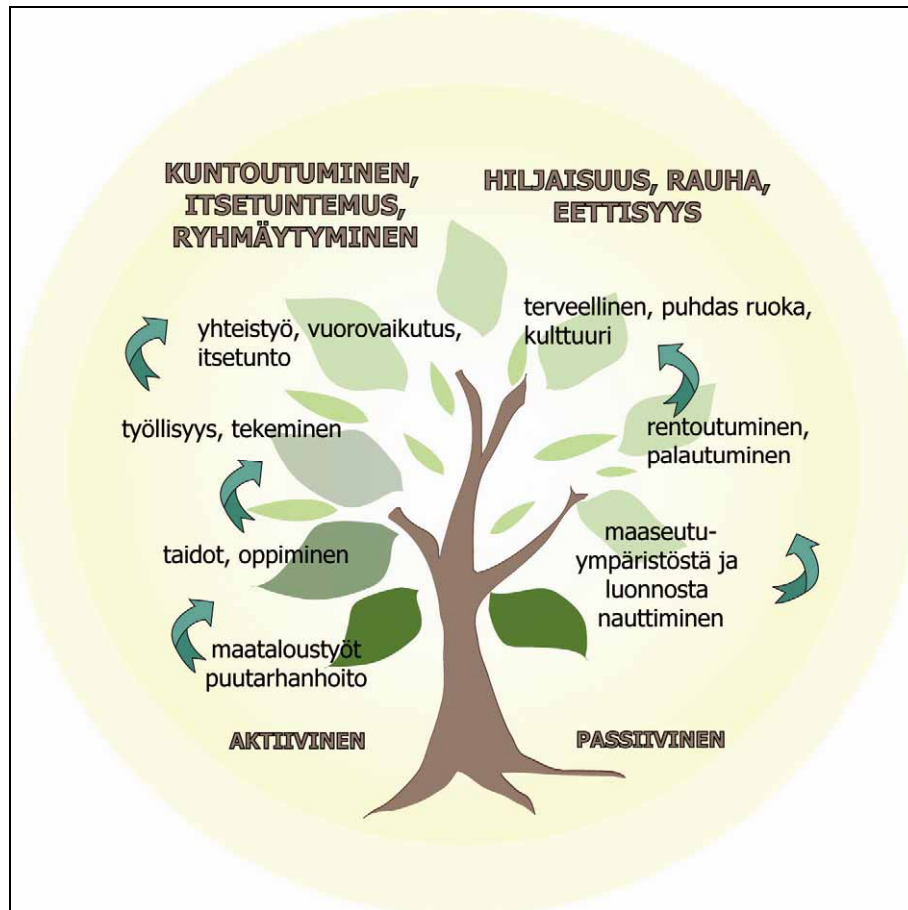 KUNTOUTUMINEN,
ITSETUNTEMUS,
RYHMÄYTYMINEN
HILJAISUUS, RAUHA,
EETTISYYS
yhteistyö, vuorovaikutus,
itsetunto
terveellinen, puhdas ruoka,
kulttuuri
työllisyys, tekeminen
rentoutuminen,
palautuminen
taidot, oppiminen
maaseutu-
ympäristöstä ja
luonnosta
nauttiminen
maataloustyöt
puutarhanhoito
AKTIIVINEN
PASSIIVINEN